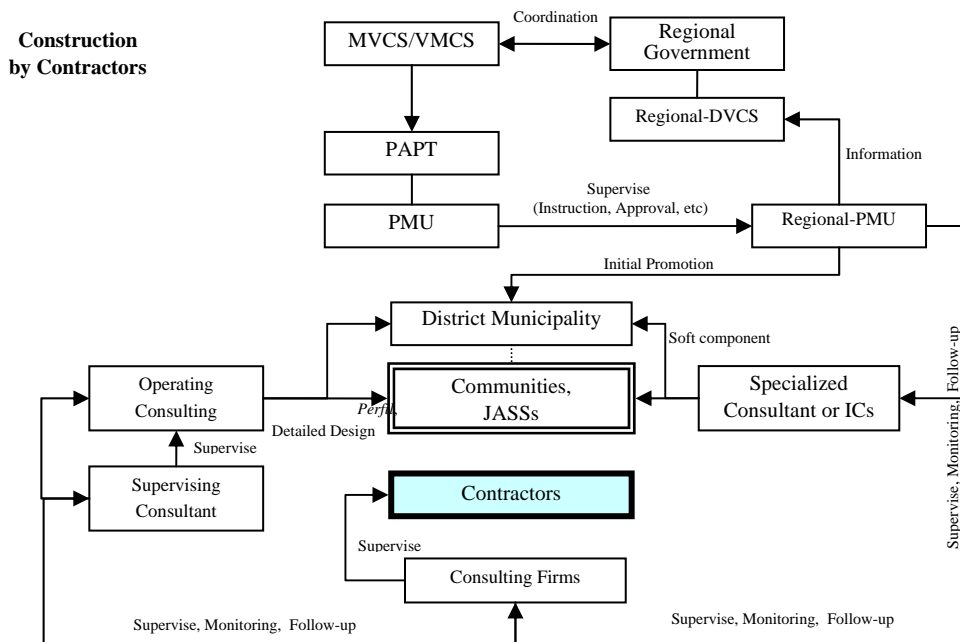 Coordination
Construction
by Contractors
MVCS/VMCS
Regional
Government
Regional-DVCS
PAPT
Information
Supervise
(Instruction, Approval, etc)
PMU
Regional-PMU
Initial Promotion
District Municipality
Soft component
Operating
Consulting
Perfil,
Detailed Design
Communities,
JASSs
Specialized
Consultant or ICs
Supervise
Supervising
Consultant
Contractors
Supervise
Consulting Firms
Supervise, Monitoring, Follow-up
Supervise, Monitoring, Follow-up
Supervise, Monitoring, Follow-up